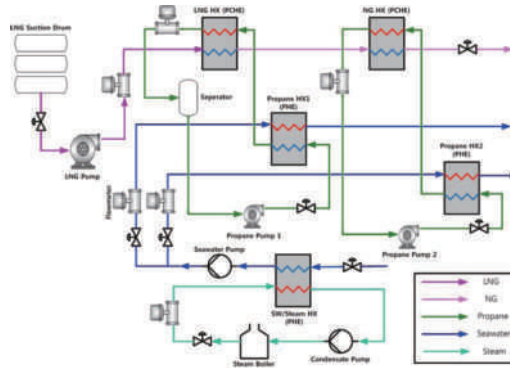 LNG HX (PCHE)
NG HX (PCHE)
LNG Suction Drum
Seperator
Propane HX1
(PHE)
Propane HX2
(PHE)
LNG Pump
Flowmeter
Propane Pump 1
Propane Pump 2
Seawater Pump
SW/Steam HX
(PHE)
Steam Boiler
Condensate Pump
LNG
NG
Propane
Seawater
Steam